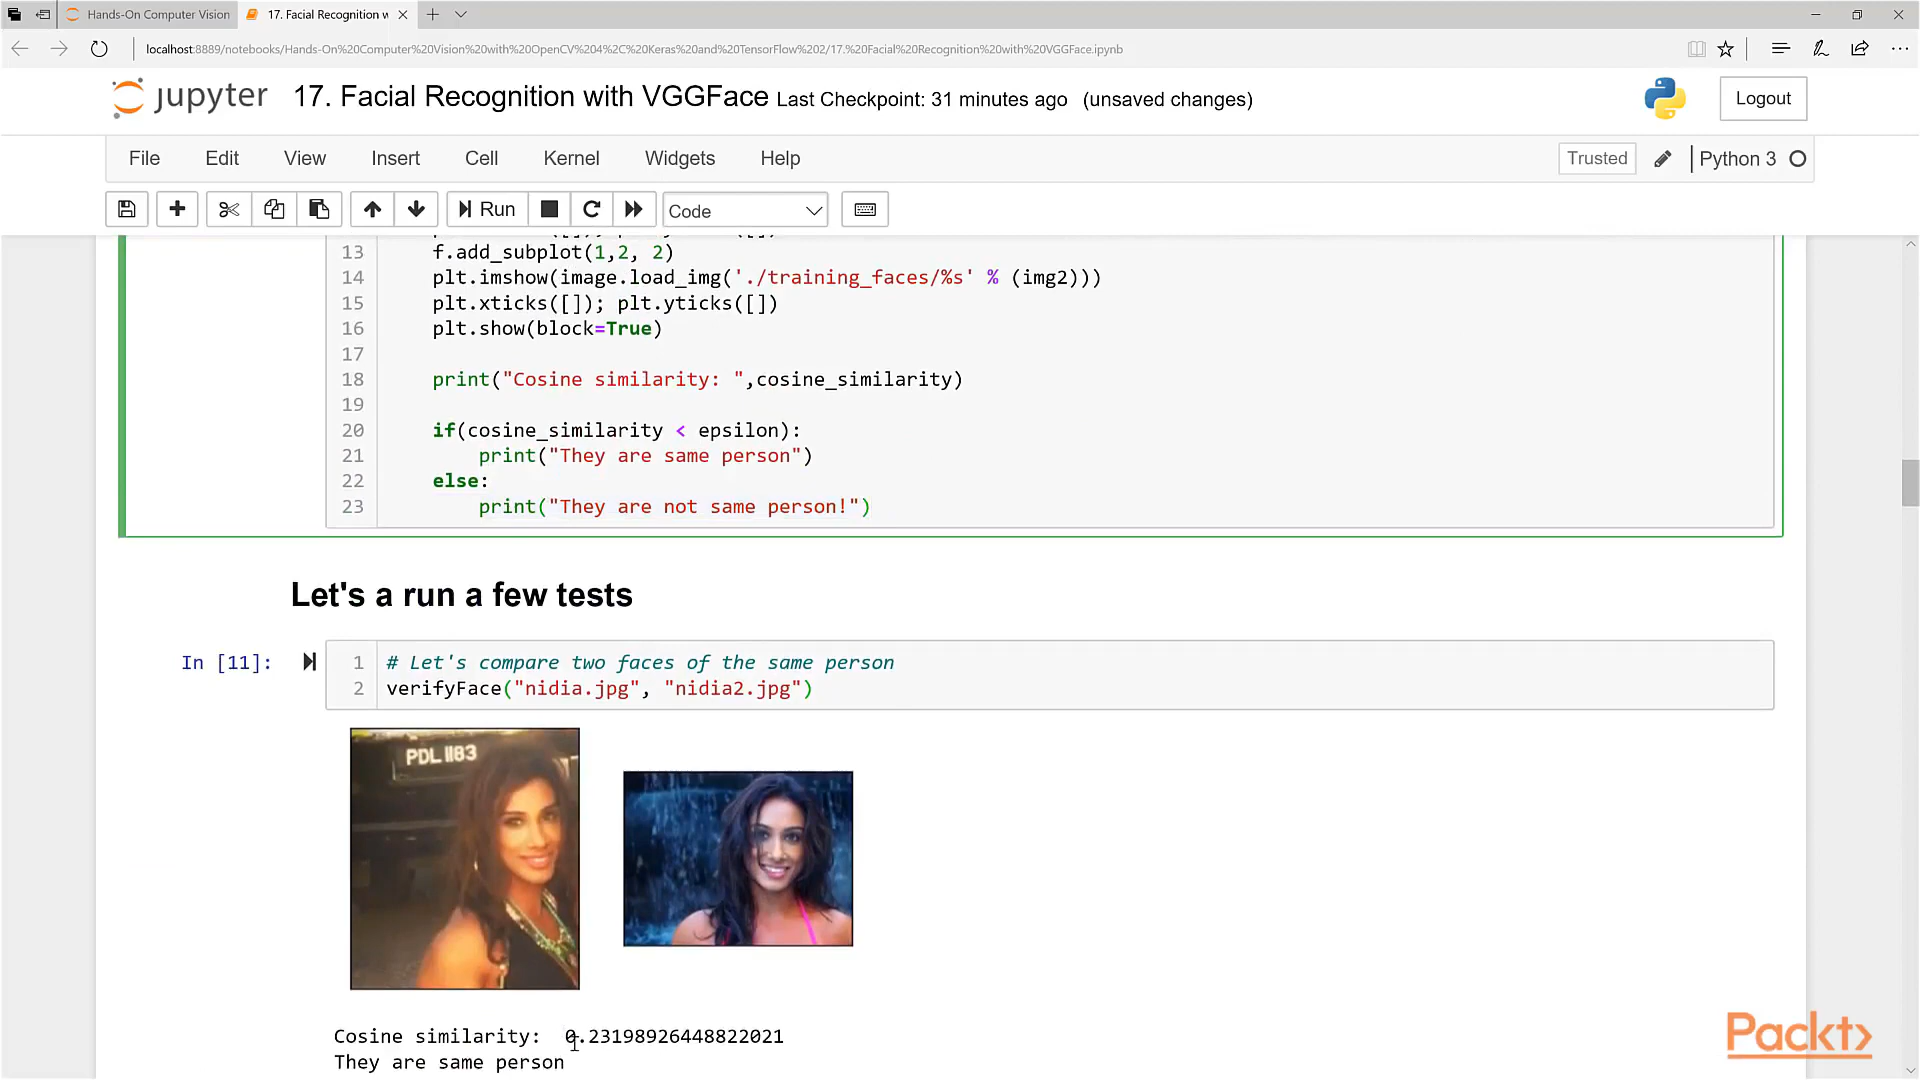 Hands-On Computer Vision
17. Facial Recognition w
localhost:8889/notebooks/Hands-On%20Computer%20Vision%20with%20OpenCV%204%2C%20Keras%20and%20TensorFlow%202/17.%20Facial%20Recognition%20with%20VGGFace.ipynb
jupyter 17. Facial Recognition with VGGFace Last Checkpoint: 31 minutes ago (unsaved changes)
Logout
File Edit View Insert Cell Kernel Widgets Help
Trusted Python 3
Run Code
13 f.add_subplot(1,2, 2)
14 plt.imshow(image.load_img('./training_faces/%s' % (img2)))
15 plt.xticks([]); plt.yticks([])
16 plt.show(block=True)
17
18 print("Cosine similarity: ",cosine_similarity)
19
20 if(cosine_similarity < epsilon):
21 print("They are same person")
22 else:
23 print("They are not same person!")
Let's a run a few tests
In [11]:
1 # Let's compare two faces of the same person
2 verifyFace("nidia.jpg", "nidia2.jpg")
PDL 1183
Cosine similarity: 0.23198926448822021
They are same person
Packt>